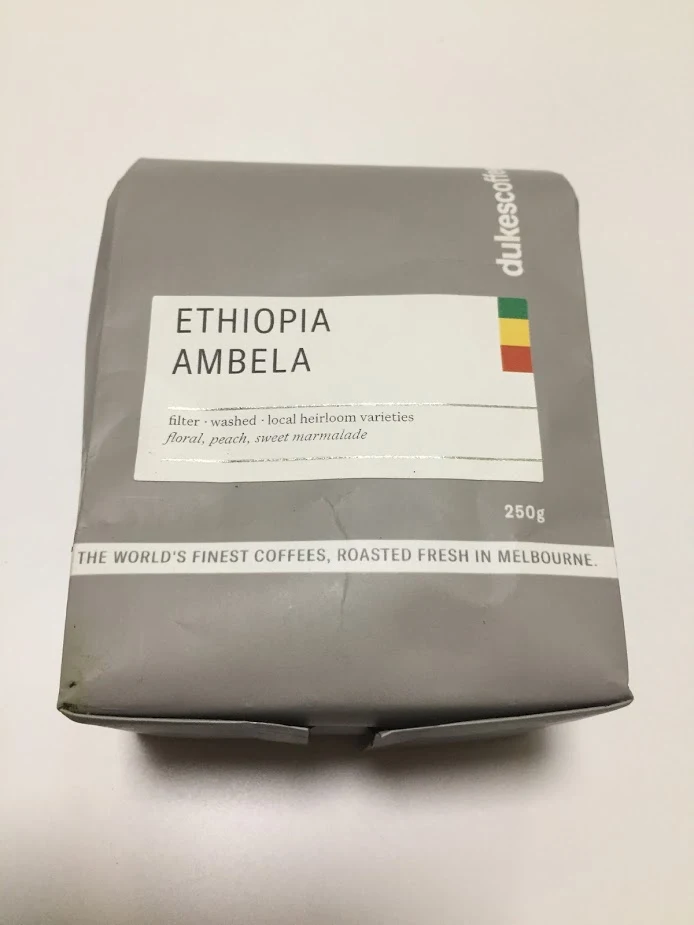 dukescoffe
ETHIOPIA
AMBELA
filter · washed · local heirloom varieties
floral, peach, sweet marmalade
250g
THE WORLD'S FINEST COFFEES, ROASTED FRESH IN MELBOURNE.